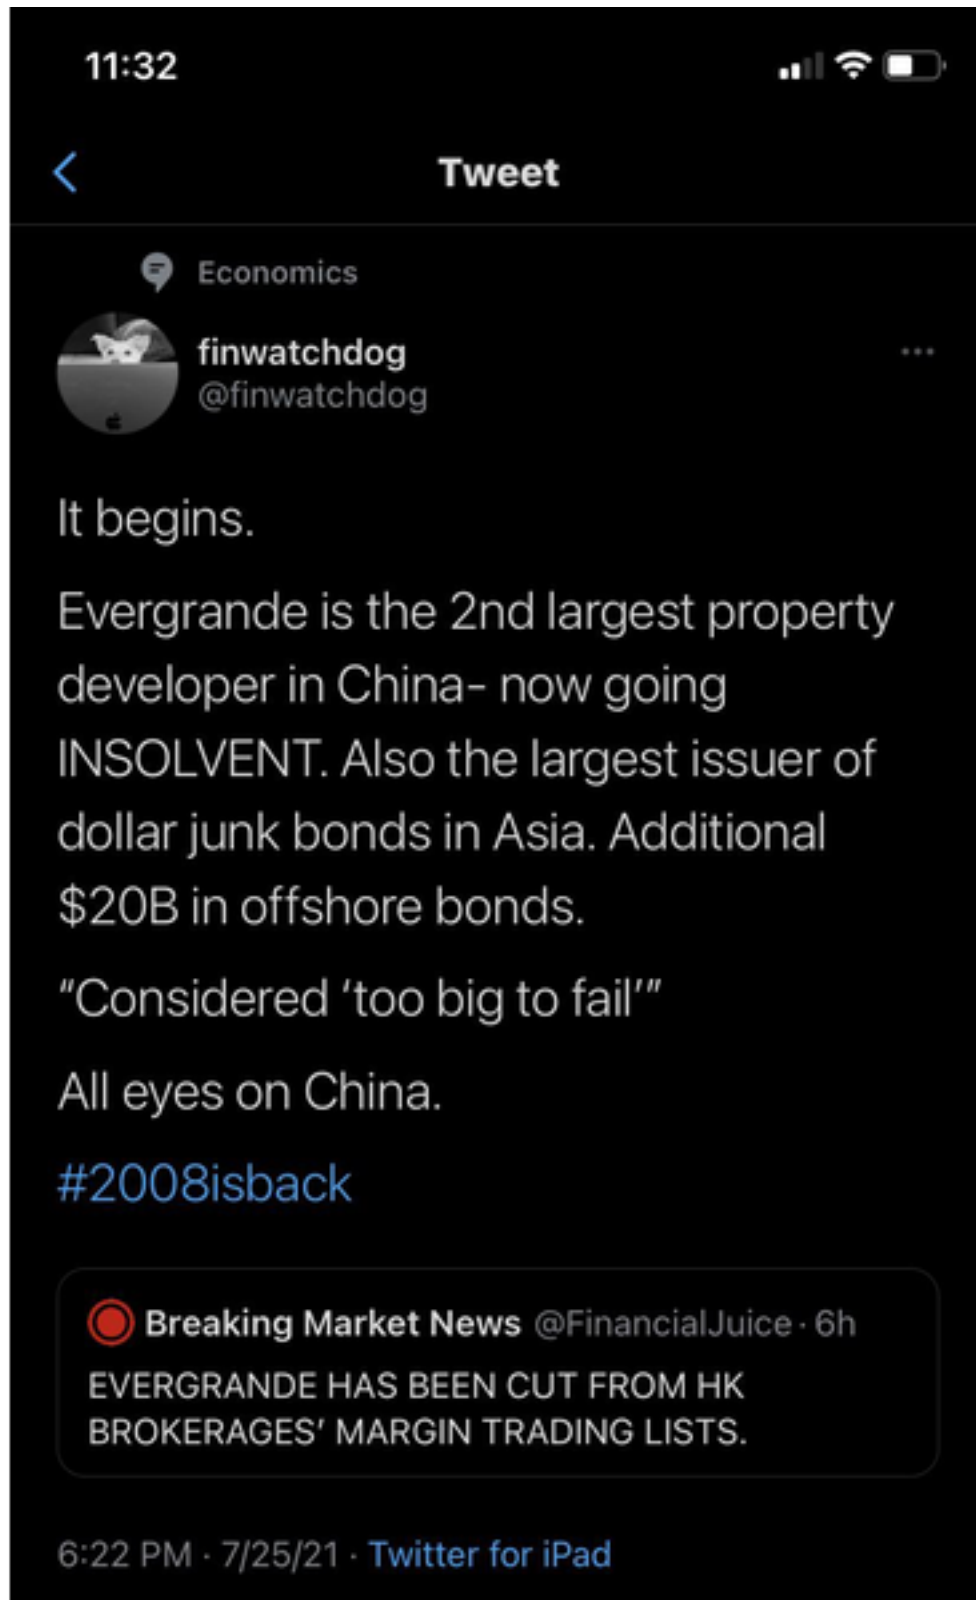 11:32
Tweet
Economics
finwatchdog
@finwatchdog
It begins.
Evergrande is the 2nd largest property
developer in China- now going
INSOLVENT. Also the largest issuer of
dollar junk bonds in Asia. Additional
$20B in offshore bonds.
“Considered ‘too big to fail’”
All eyes on China.
#2008isback
Breaking Market News @FinancialJuice · 6h
EVERGRANDE HAS BEEN CUT FROM HK
BROKERAGES’ MARGIN TRADING LISTS.
6:22 PM · 7/25/21 · Twitter for iPad